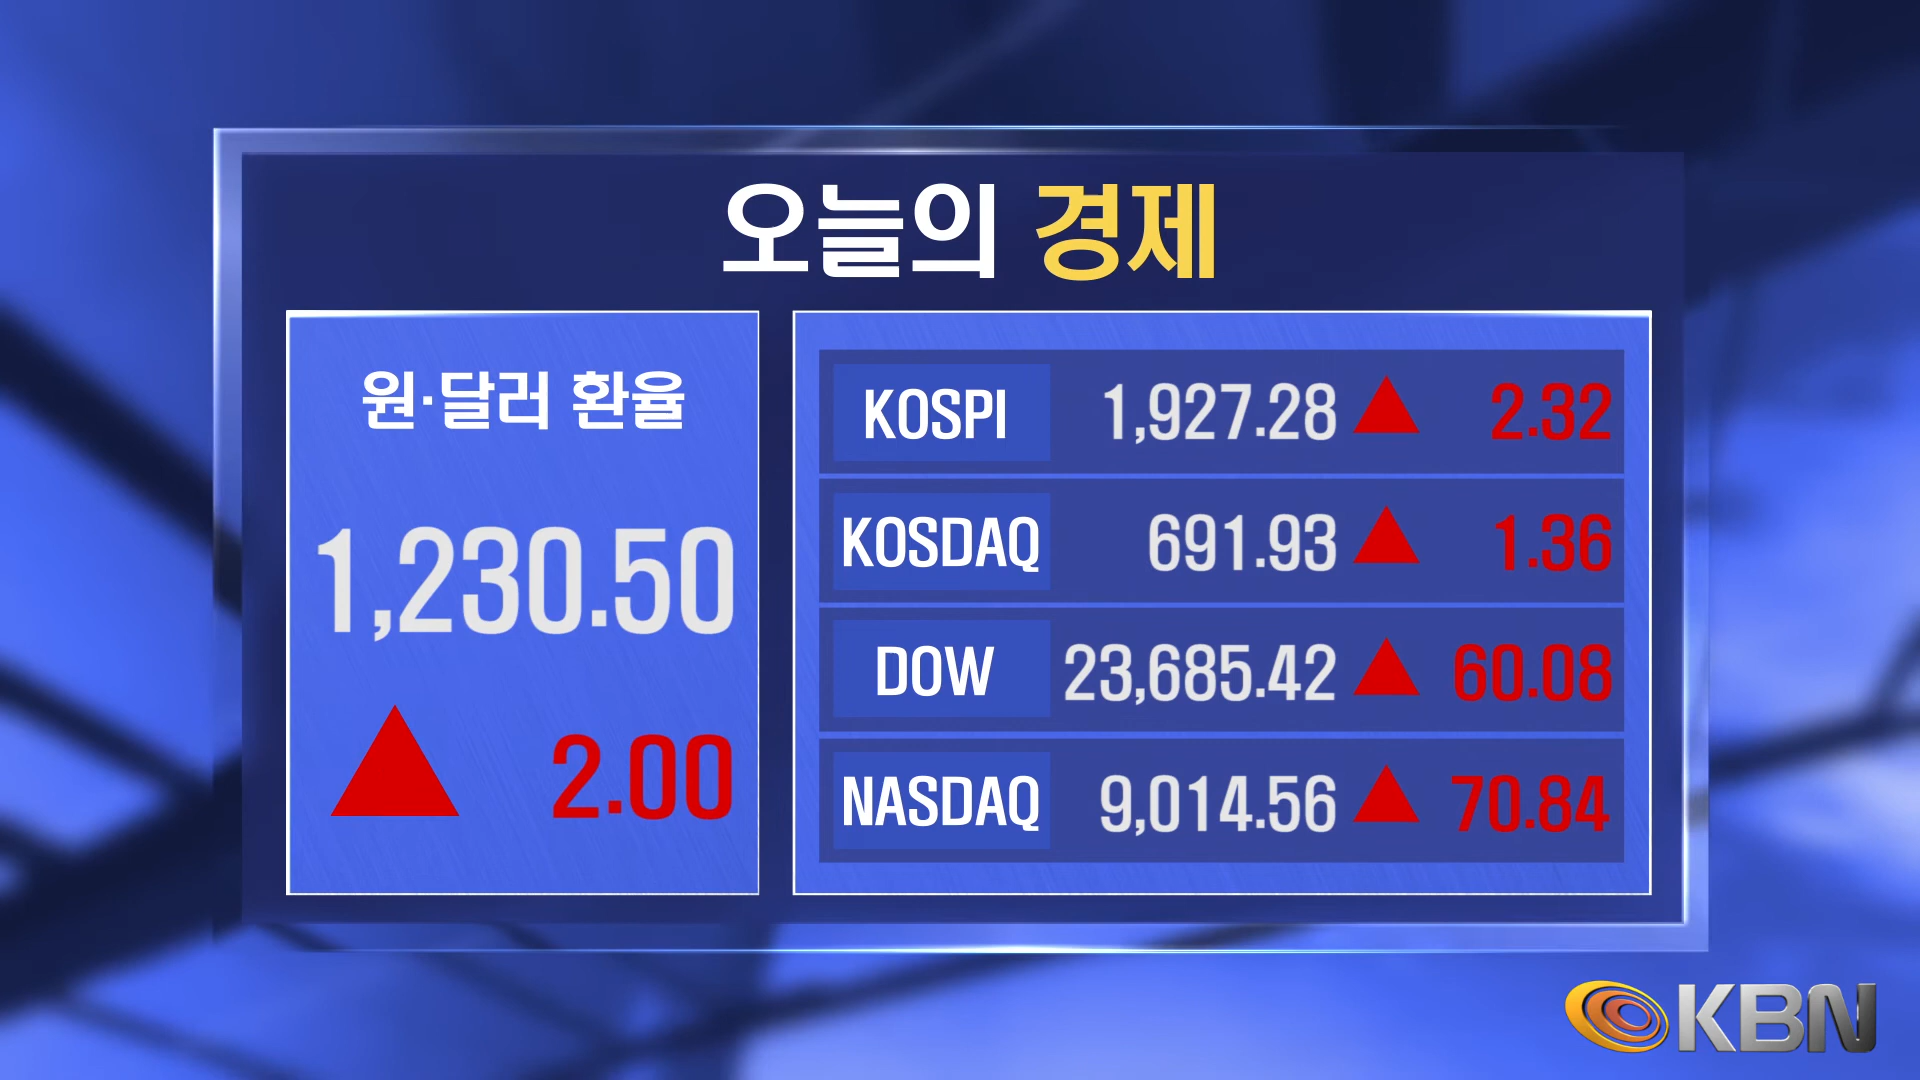 오늘의 경제
원·달러 환율
1,230.50
▲ 2.00
KOSPI 1,927.28 ▲ 2.32
KOSDAQ 691.93 ▲ 1.36
DOW 23,685.42 ▲ 60.08
NASDAQ 9,014.56 ▲ 70.84
KBN